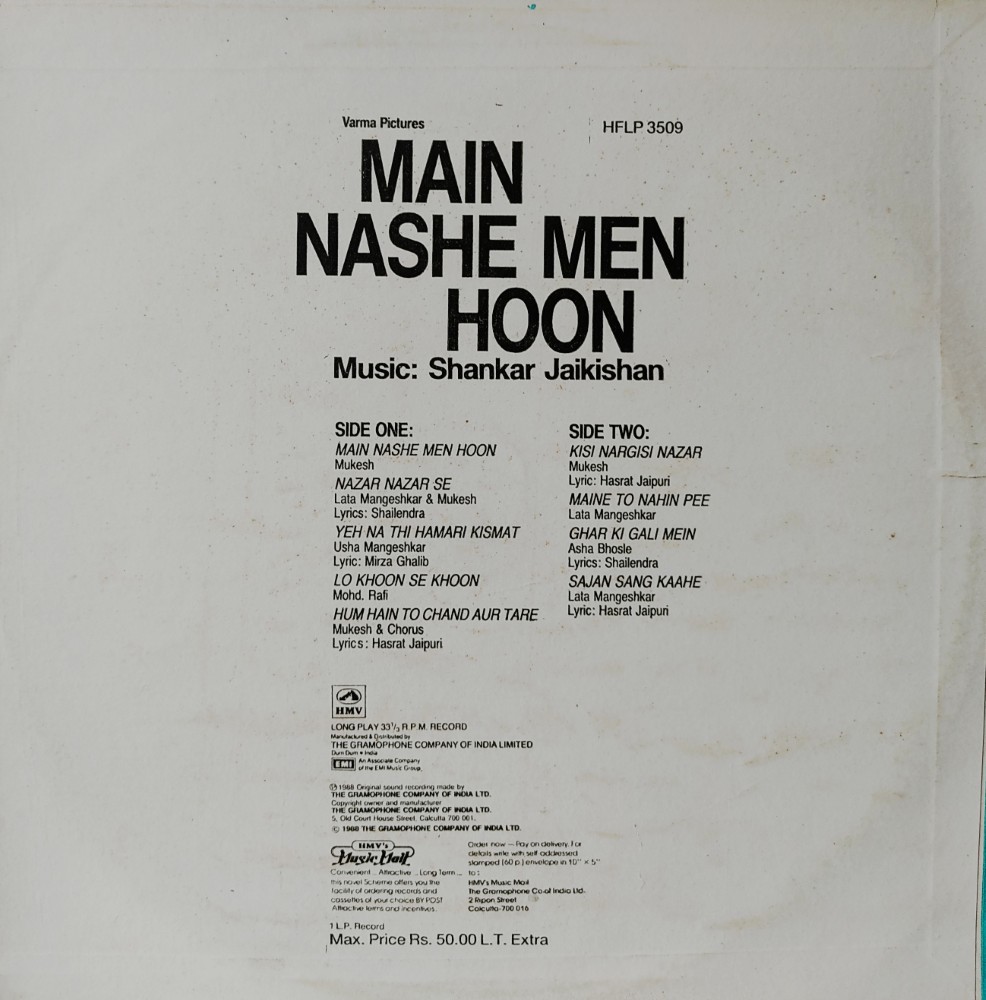 Varma Pictures
HFLP 3509
MAIN
NASHE MEN
HOON
Music: Shankar Jaikishan
SIDE ONE:
MAIN NASHE MEN HOON
Mukesh
NAZAR NAZAR SE
Lata Mangeshkar & Mukesh
Lyrics: Shailendra
YEH NA THI HAMARI KISMAT
Usha Mangeshkar
Lyric: Mirza Ghalib
LO KHOON SE KHOON
Mohd. Rafi
HUM HAIN TO CHAND AUR TARE
Mukesh & Chorus
Lyrics: Hasrat Jaipuri
SIDE TWO:
KISI NARGISI NAZAR
Mukesh
Lyric: Hasrat Jaipuri
MAINE TO NAHIN PEE
Lata Mangeshkar
GHAR KI GALI MEIN
Asha Bhosle
Lyrics: Shailendra
SAJAN SANG KAAHE
Lata Mangeshkar
Lyric: Hasrat Jaipuri
HMV
LONG PLAY 33⅓ R.P.M. RECORD
Manufactured & Distributed by
THE GRAMOPHONE COMPANY OF INDIA LIMITED
Dum Dum • India
EMI An Associate Company
of the EMI Music Group.
℗ 1988 Original sound recording made by
THE GRAMOPHONE COMPANY OF INDIA LTD.
Copyright owner and manufacturer
THE GRAMOPHONE COMPANY OF INDIA LTD.
5, Old Court House Street, Calcutta 700 001.
© 1988 THE GRAMOPHONE COMPANY OF INDIA LTD.
HMV's
Music Mail
Convenient .. Attractive .. Long Term...
this novel Scheme offers you the
facility of ordering records and
cassettes of your choice BY POST
Attractive terms and incentives.
Order now — Pay on delivery. For
details write with self addressed
stamped (60 p.) envelope in 10" × 5"
to:
HMV's Music Mail
The Gramophone Co.of India Ltd.
2 Ripon Street
Calcutta-700 016
1 L.P. Record
Max. Price Rs. 50.00 L.T. Extra